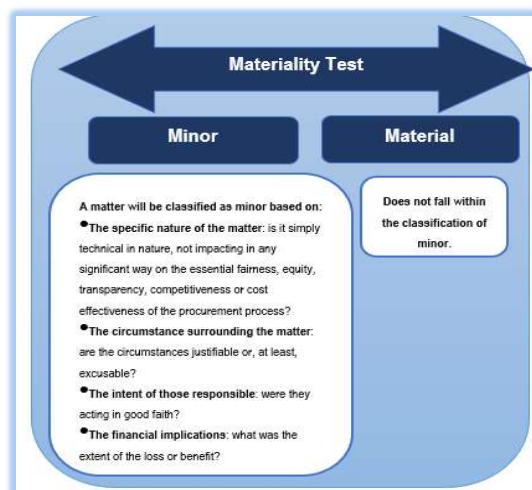 Materiality Test
Minor
Material
A matter will be classified as minor based on:
•The specific nature of the matter: is it simply
technical in nature, not impacting in any
significant way on the essential fairness, equity,
transparency, competitiveness or cost
effectiveness of the procurement process?
•The circumstance surrounding the matter:
are the circumstances justifiable or, at least,
excusable?
•The intent of those responsible: were they
acting in good faith?
•The financial implications: what was the
extent of the loss or benefit?
Does not fall within
the classification of
minor.